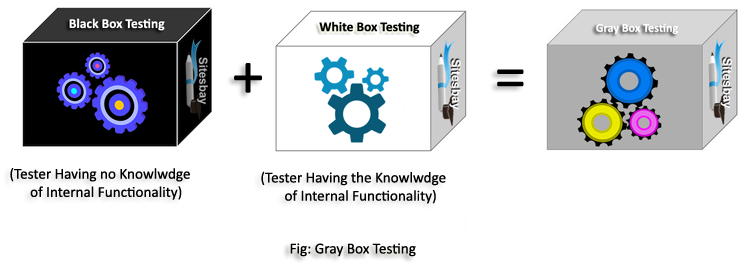 Black Box Testing
White Box Testing
Gray Box Testing
Sitesbay
+
Sitesbay
=
Sitesbay
(Tester Having no Knowlwdge
of Internal Functionality)
(Tester Having the Knowlwdge
of Internal Functionality)
Fig: Gray Box Testing